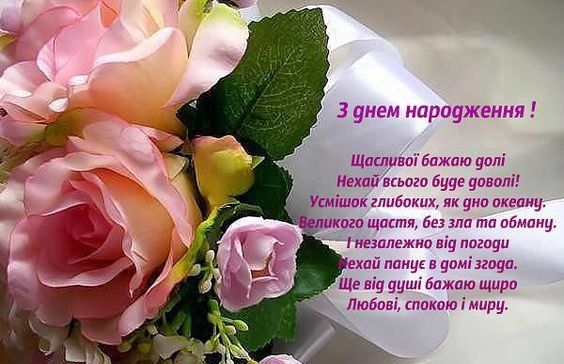 З днем народження !
Щасливої бажаю долі
Нехай всього буде доволі!
Усмішок глибоких, як дно океану.
Великого щастя, без зла та обману.
І незалежно від погоди
Нехай панує в домі згода.
Ще від душі бажаю щиро
Любові, спокою і миру.